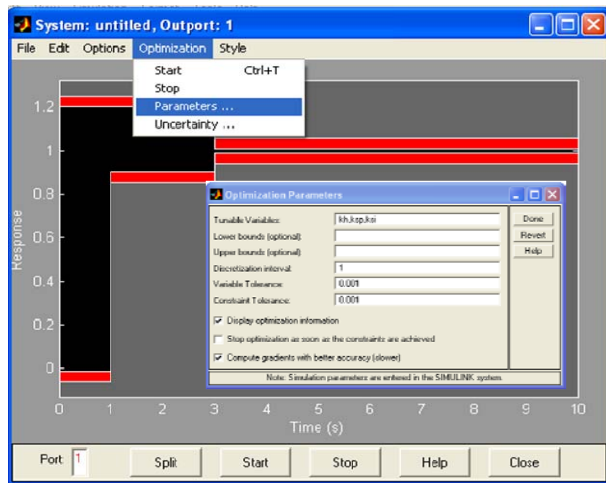 System: untitled, Outport: 1
File Edit Options Optimization Style
Start Ctrl+T
Stop
Parameters ...
Uncertainty ...
1.2
1
0.8
0.6
0.4
0.2
0
Response
0 1 2 3 4 5 6 7 8 9 10
Time (s)
Optimization Parameters
Tunable Variables: kh,ksp,ksi
Done
Lower bounds (optional):
Revert
Upper bounds (optional)
Help
Discretization interval: 1
Variable Tolerance: 0.001
Constraint Tolerance: 0.001
Display optimization information
Stop optimization as soon as the constraints are achieved
Compute gradients with better accuracy (slower)
Note: Simulation parameters are entered in the SIMULINK system.
Port 1 Split Start Stop Help Close